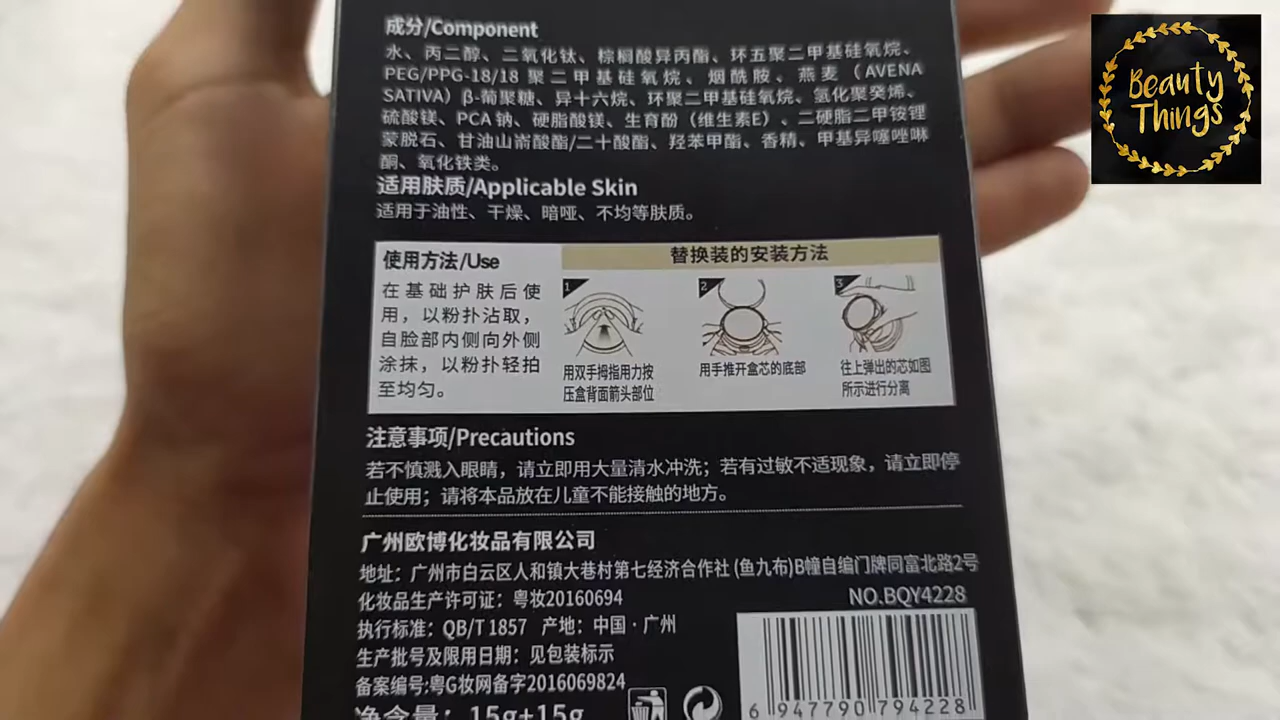 成分/Component
水、丙二醇、二氧化钛、棕榈酸异丙酯、环五聚二甲基硅氧烷、
PEG/PPG-18/18 聚二甲基硅氧烷、烟酰胺、燕麦（AVENA
SATIVA）β-葡聚糖、异十六烷、环聚二甲基硅氧烷、氢化聚癸烯、
硫酸镁、PCA 钠、硬脂酸镁、生育酚（维生素E）、二硬脂二甲铵锂
蒙脱石、甘油山嵛酸酯/二十酸酯、羟苯甲酯、香精、甲基异噻唑啉
酮、氧化铁类。
适用肤质/Applicable Skin
适用于油性、干燥、暗哑、不均等肤质。
使用方法/Use
在基础护肤后使
用，以粉扑沾取，
自脸部内侧向外侧
涂抹，以粉扑轻拍
至均匀。
替换装的安装方法
1
用双手拇指用力按
压盒背面箭头部位
2
用手推开盒芯的底部
3
往上弹出的芯如图
所示进行分离
注意事项/Precautions
若不慎溅入眼睛，请立即用大量清水冲洗；若有过敏不适现象，请立即停
止使用；请将本品放在儿童不能接触的地方。
广州欧博化妆品有限公司
地址：广州市白云区人和镇大巷村第七经济合作社 (鱼九布)B幢自编门牌同富北路2号
化妆品生产许可证：粤妆20160694
执行标准：QB/T 1857 产地：中国·广州
生产批号及限用日期：见包装标示
备案编号:粤G妆网备字2016069824
净含量：15g+15g
NO.BQY4228
6 947790 794228
Beauty
Things